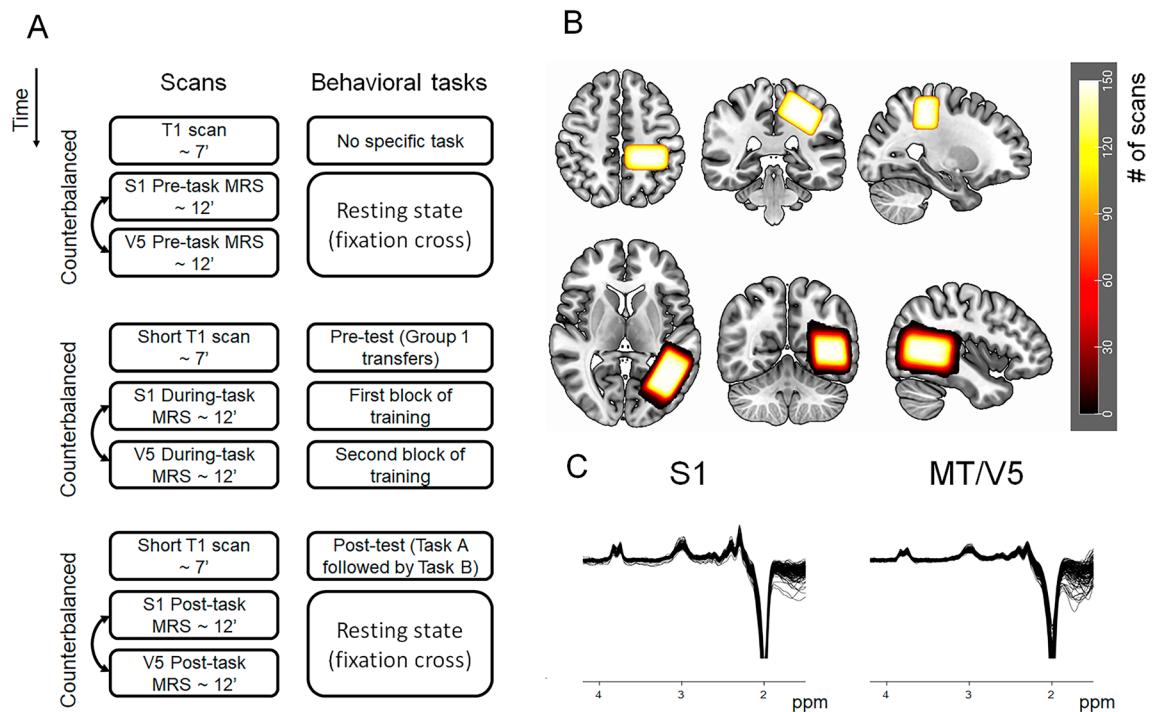 A
Time
Scans
Behavioral tasks
Counterbalanced
T1 scan
~ 7'
No specific task
S1 Pre-task MRS
~ 12'
V5 Pre-task MRS
~ 12'
Resting state
(fixation cross)
Counterbalanced
Short T1 scan
~ 7'
Pre-test (Group 1
transfers)
S1 During-task
MRS ~ 12'
First block of
training
V5 During-task
MRS ~ 12'
Second block of
training
Counterbalanced
Short T1 scan
~ 7'
Post-test (Task A
followed by Task B)
S1 Post-task
MRS ~ 12'
V5 Post-task
MRS ~ 12'
Resting state
(fixation cross)
B
150
120
90
60
30
0
# of scans
C
S1
MT/V5
4
3
2
ppm
4
3
2
ppm